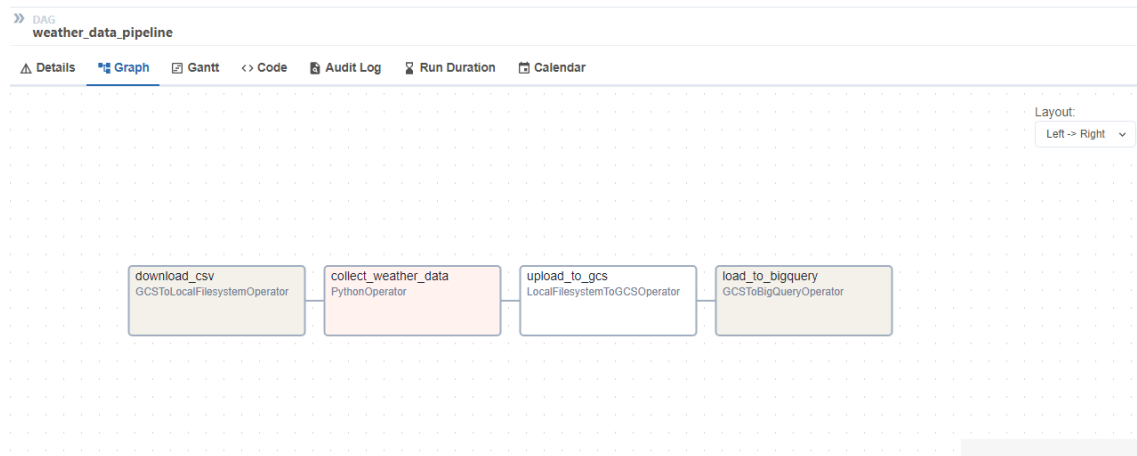 DAG
weather_data_pipeline
Details Graph Gantt Code Audit Log Run Duration Calendar
Layout:
Left -> Right
download_csv
GCSToLocalFilesystemOperator
collect_weather_data
PythonOperator
upload_to_gcs
LocalFilesystemToGCSOperator
load_to_bigquery
GCSToBigQueryOperator